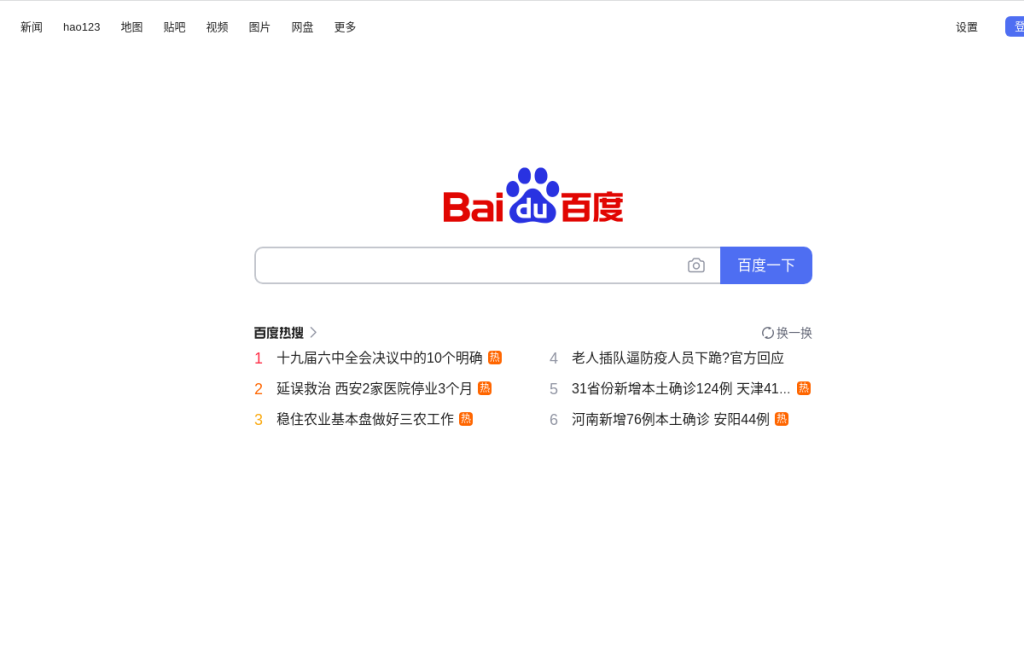 新闻 hao123 地图 贴吧 视频 图片 网盘 更多 设置
Baidu百度
百度一下
百度热搜 换一换
1 十九届六中全会决议中的10个明确 热
2 延误救治 西安2家医院停业3个月 热
3 稳住农业基本盘做好三农工作 热
4 老人插队逼防疫人员下跪?官方回应
5 31省份新增本土确诊124例 天津41... 热
6 河南新增76例本土确诊 安阳44例 热